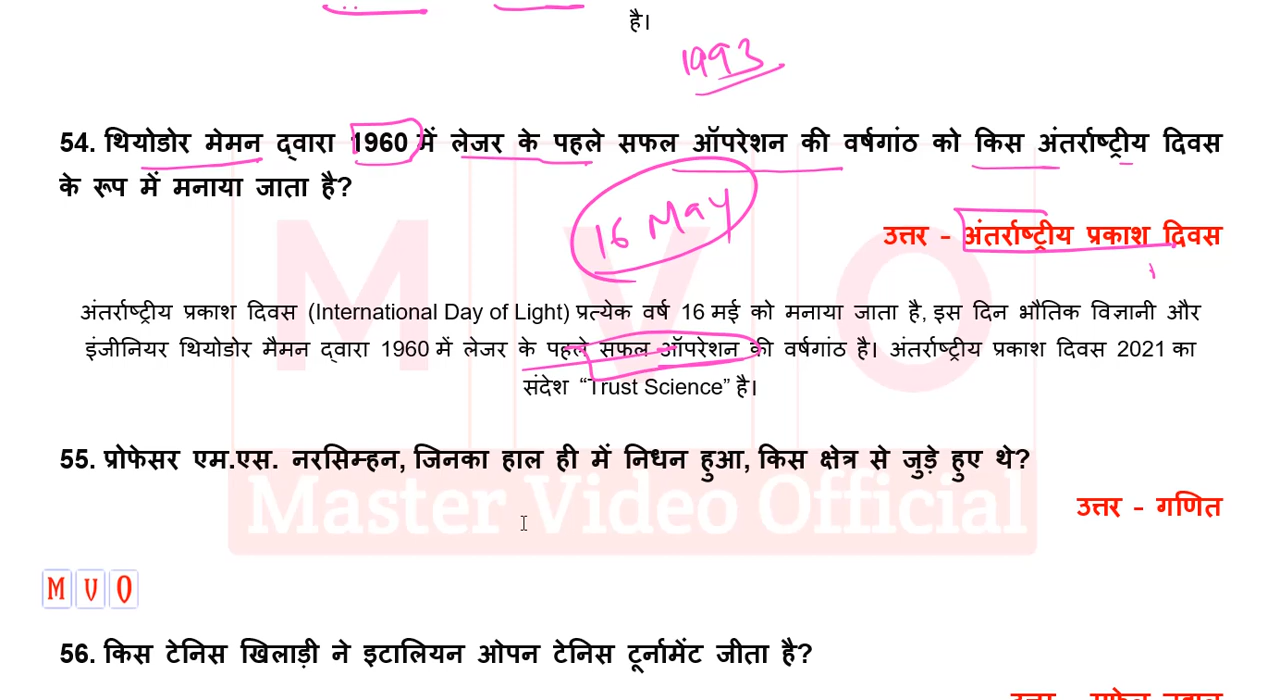 है।
1993
54. थियोडोर मेमन द्वारा 1960 में लेजर के पहले सफल ऑपरेशन की वर्षगांठ को किस अंतर्राष्ट्रीय दिवस
के रूप में मनाया जाता है?
16 May
उत्तर - अंतर्राष्ट्रीय प्रकाश दिवस
अंतर्राष्ट्रीय प्रकाश दिवस (International Day of Light) प्रत्येक वर्ष 16 मई को मनाया जाता है, इस दिन भौतिक विज्ञानी और
इंजीनियर थियोडोर मैमन द्वारा 1960 में लेजर के पहले सफल ऑपरेशन की वर्षगांठ है। अंतर्राष्ट्रीय प्रकाश दिवस 2021 का
संदेश “Trust Science” है।
M V O
55. प्रोफेसर एम.एस. नरसिम्हन, जिनका हाल ही में निधन हुआ, किस क्षेत्र से जुड़े हुए थे?
Master Video Official
उत्तर - गणित
M V O
56. किस टेनिस खिलाड़ी ने इटालियन ओपन टेनिस टूर्नामेंट जीता है?